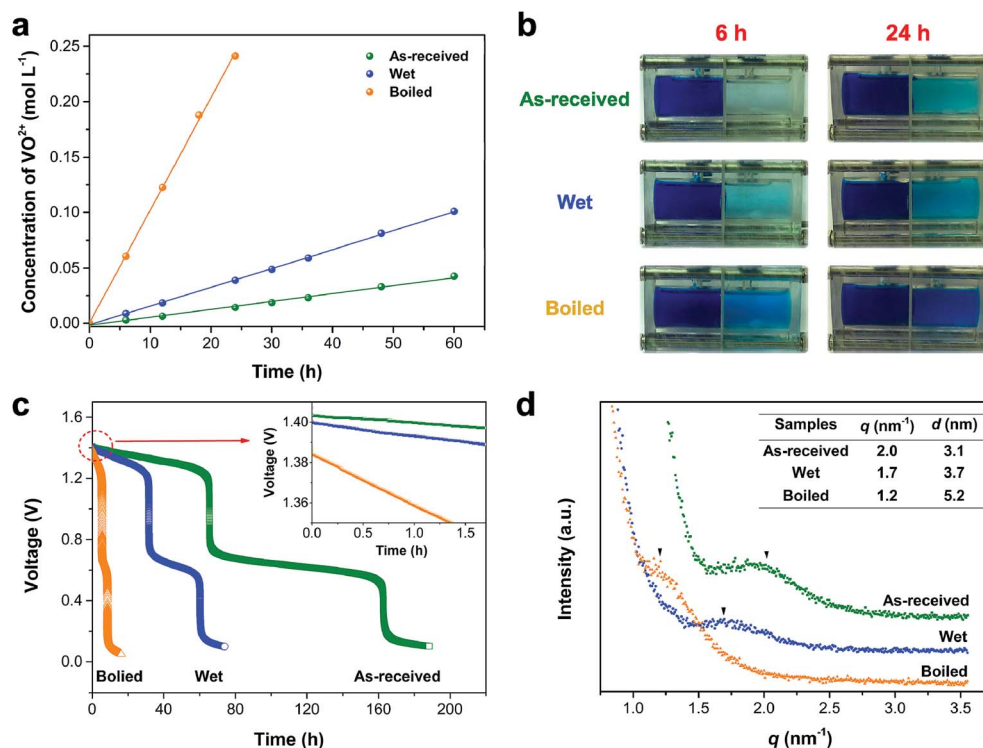 a
0.25
0.20
0.15
0.10
0.05
0.00
Concentration of VO²⁺ (mol L⁻¹)
As-received
Wet
Boiled
0 10 20 30 40 50 60
Time (h)
b
6 h 24 h
As-received
Wet
Boiled
c
1.6
1.2
0.8
0.4
0.0
Voltage (V)
1.40
1.38
1.36
Voltage (V)
0.0 0.5 1.0 1.5
Time (h)
Bolied Wet As-received
0 40 80 120 160 200
Time (h)
d
Samples q (nm⁻¹) d (nm)
As-received 2.0 3.1
Wet 1.7 3.7
Boiled 1.2 5.2
Intensity (a.u.)
As-received
Wet
Boiled
1.0 1.5 2.0 2.5 3.0 3.5
q (nm⁻¹)